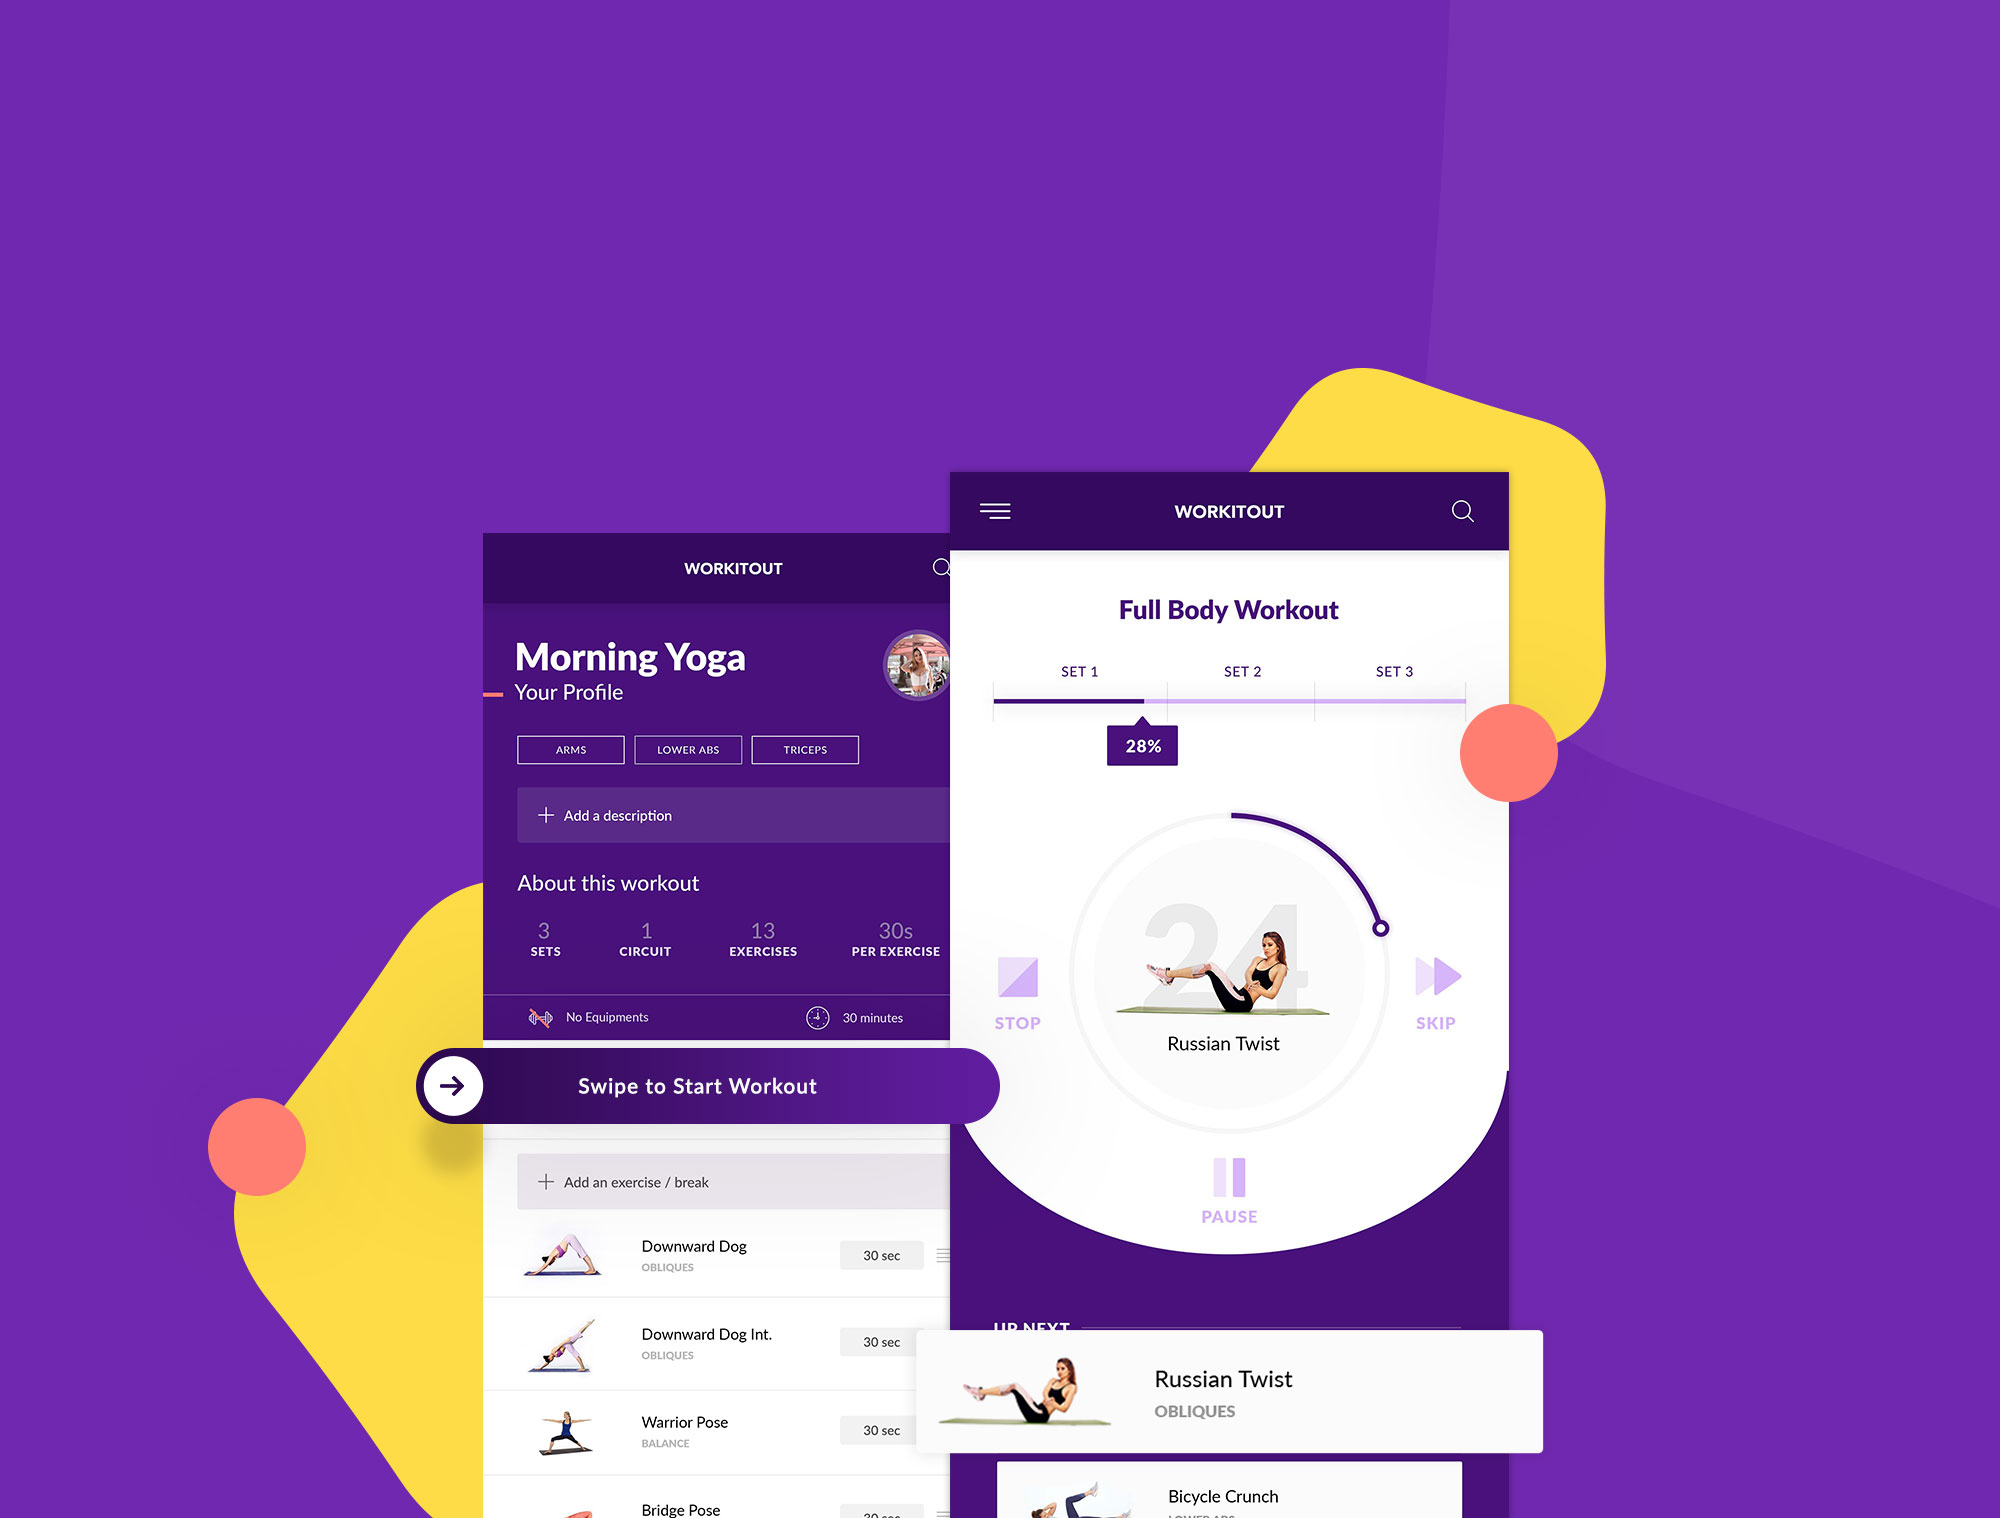 WORKITOUT
Morning Yoga
Your Profile
ARMS
LOWER ABS
TRICEPS
Add a description
About this workout
3
SETS
1
CIRCUIT
13
EXERCISES
30s
PER EXERCISE
No Equipments
30 minutes
Swipe to Start Workout
Add an exercise / break
Downward Dog
OBLIQUES
30 sec
Downward Dog Int.
OBLIQUES
30 sec
Warrior Pose
BALANCE
30 sec
Bridge Pose
30 sec
WORKITOUT
Full Body Workout
SET 1
SET 2
SET 3
28%
24
Russian Twist
STOP
SKIP
PAUSE
UP NEXT
Russian Twist
OBLIQUES
Bicycle Crunch
LOWER ABS